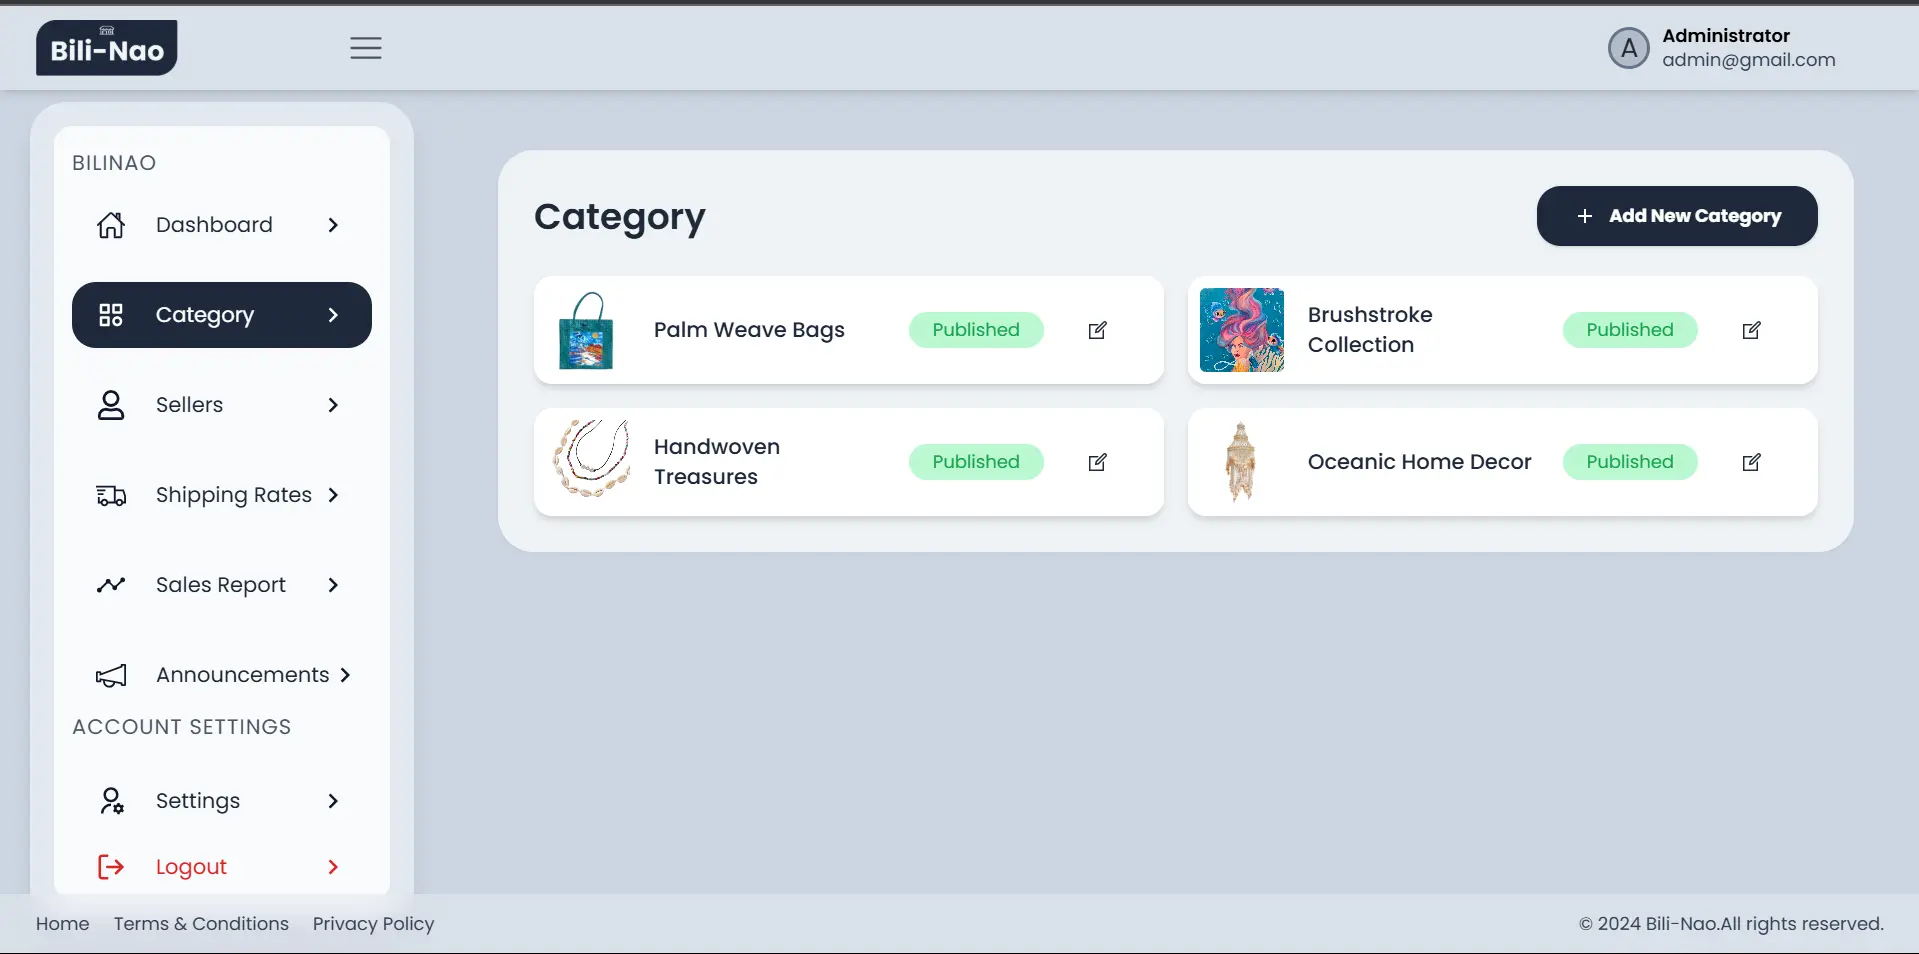 Bili-Nao
A
Administrator
admin@gmail.com
BILINAO
Dashboard
Category
Sellers
Shipping Rates
Sales Report
Announcements
ACCOUNT SETTINGS
Settings
Logout
Category
+ Add New Category
Palm Weave Bags
Published
Brushstroke
Collection
Published
Handwoven
Treasures
Published
Oceanic Home Decor
Published
Home
Terms & Conditions
Privacy Policy
© 2024 Bili-Nao.All rights reserved.